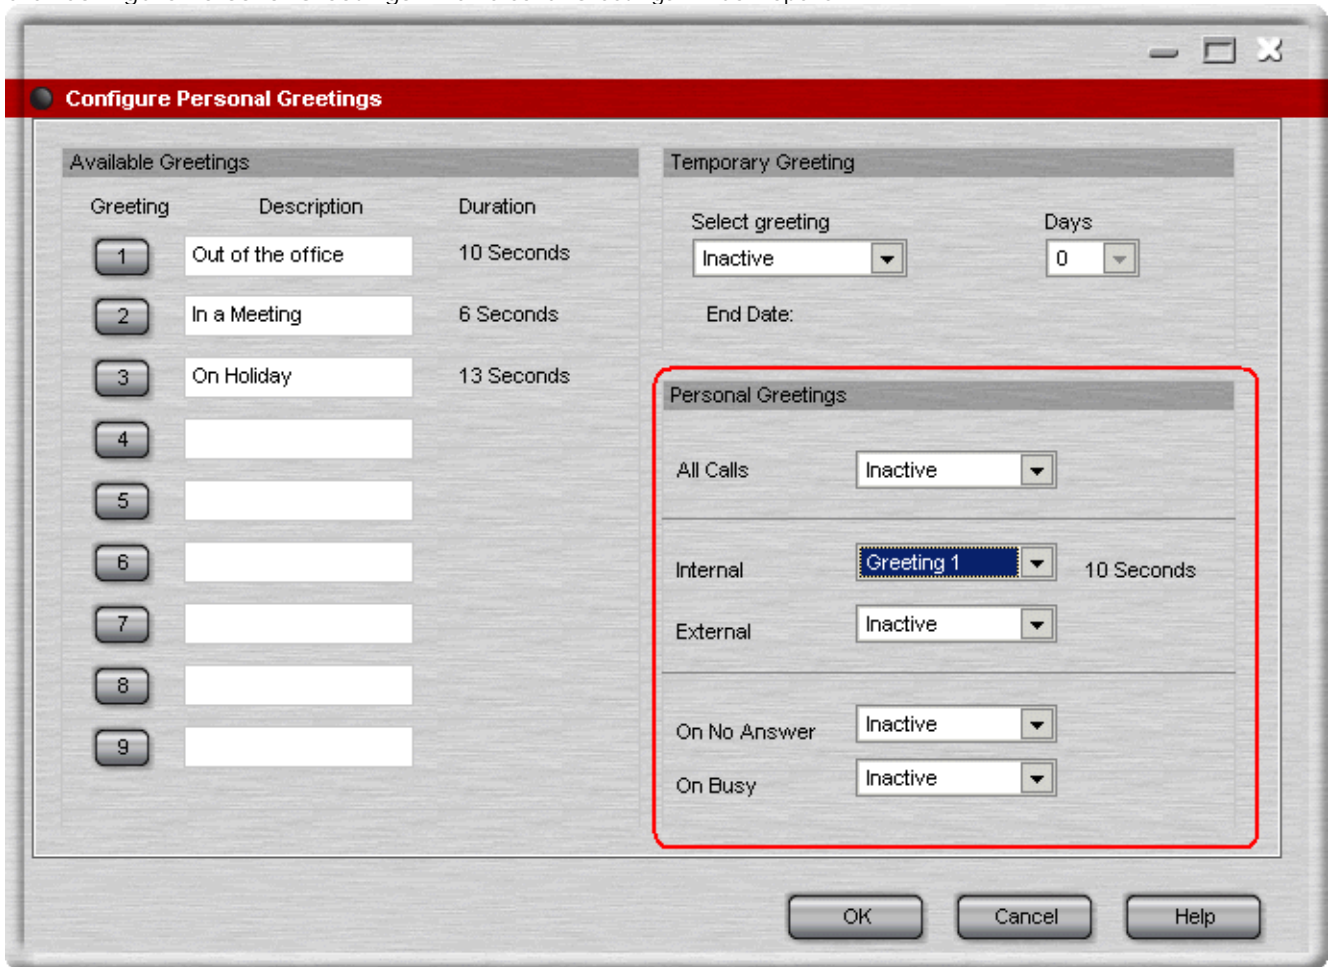 Configure Personal Greetings
Available Greetings
Greeting Description Duration
1 Out of the office 10 Seconds
2 In a Meeting 6 Seconds
3 On Holiday 13 Seconds
4
5
6
7
8
9
Temporary Greeting
Select greeting Days
Inactive 0
End Date:
Personal Greetings
All Calls Inactive
Internal Greeting 1 10 Seconds
External Inactive
On No Answer Inactive
On Busy Inactive
OK Cancel Help